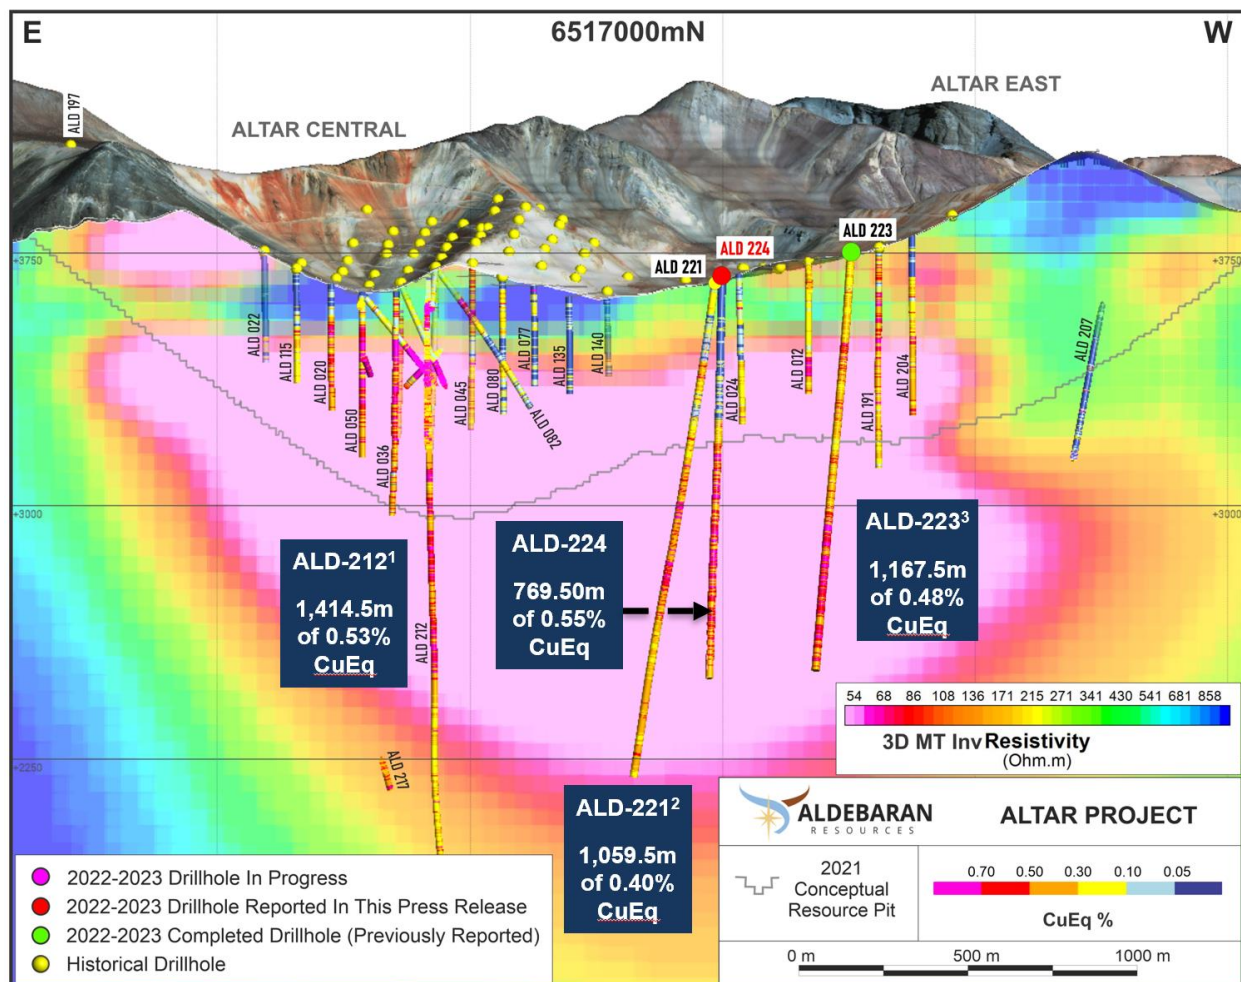 E
6517000mN
W
ALTAR EAST
ALTAR CENTRAL
ALD 197
ALD 223
ALD 224
ALD 221
+3750
+3750
ALD 022
ALD 115
ALD 020
ALD 050
ALD 036
ALD 045
ALD 080
ALD 082
ALD 077
ALD 135
ALD 140
ALD 024
ALD 012
ALD 191
ALD 204
ALD 207
+3000
+3000
ALD-212¹
1,414.5m
of 0.53%
CuEq
ALD 212
ALD-224
769.50m
of 0.55%
CuEq
ALD-223³
1,167.5m
of 0.48%
CuEq
54 68 86 108 136 171 215 271 341 430 541 681 858
3D MT Inv Resistivity
(Ohm.m)
+2250
ALD 217
ALD-221²
1,059.5m
of 0.40%
CuEq
ALDEBARAN
RESOURCES
ALTAR PROJECT
2021
Conceptual
Resource Pit
0.70 0.50 0.30 0.10 0.05
CuEq %
0 m 500 m 1000 m
2022-2023 Drillhole In Progress
2022-2023 Drillhole Reported In This Press Release
2022-2023 Completed Drillhole (Previously Reported)
Historical Drillhole